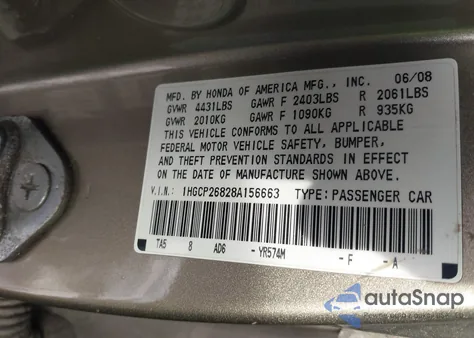 MFD. BY HONDA OF AMERICA MFG., INC. 06/08
GVWR 4431LBS GAWR F 2403LBS R 2061LBS
GVWR 2010KG GAWR F 1090KG R 935KG
THIS VEHICLE CONFORMS TO ALL APPLICABLE
FEDERAL MOTOR VEHICLE SAFETY, BUMPER,
AND THEFT PREVENTION STANDARDS IN EFFECT
ON THE DATE OF MANUFACTURE SHOWN ABOVE.
V.I.N.: 1HGCP26828A156663 TYPE: PASSENGER CAR
TA5 8 AD6 -YR574M -F -A
autoSnap